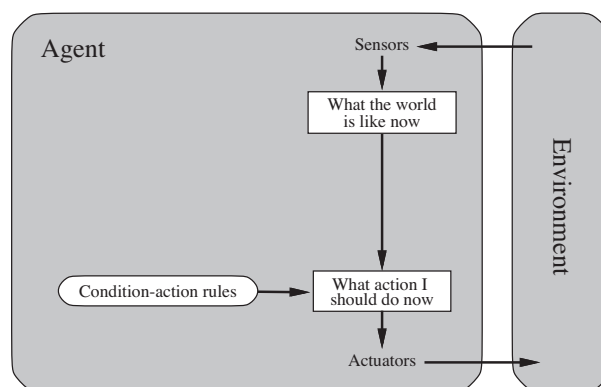 Agent
Sensors
What the world
is like now
Condition-action rules
What action I
should do now
Actuators
Environment